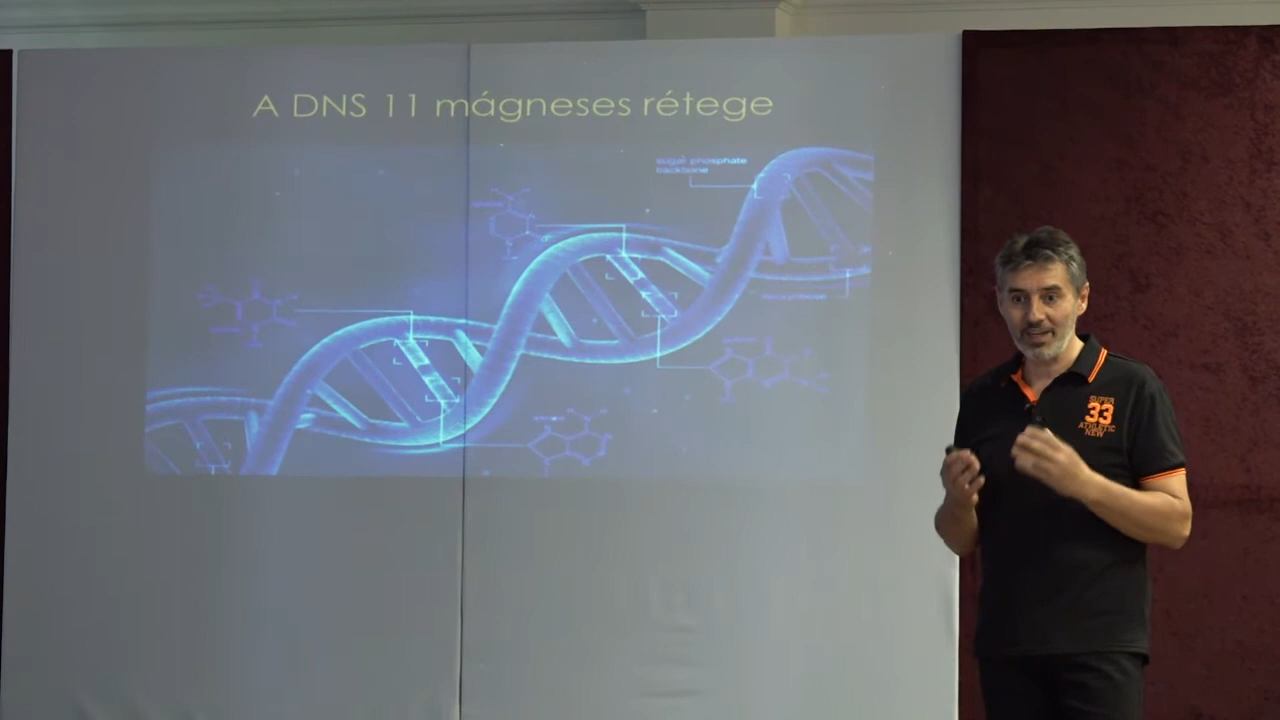 A DNS 11 mágneses rétege
sugar phosphate
backbone
SUPER
33
ATHLETIC
NEW